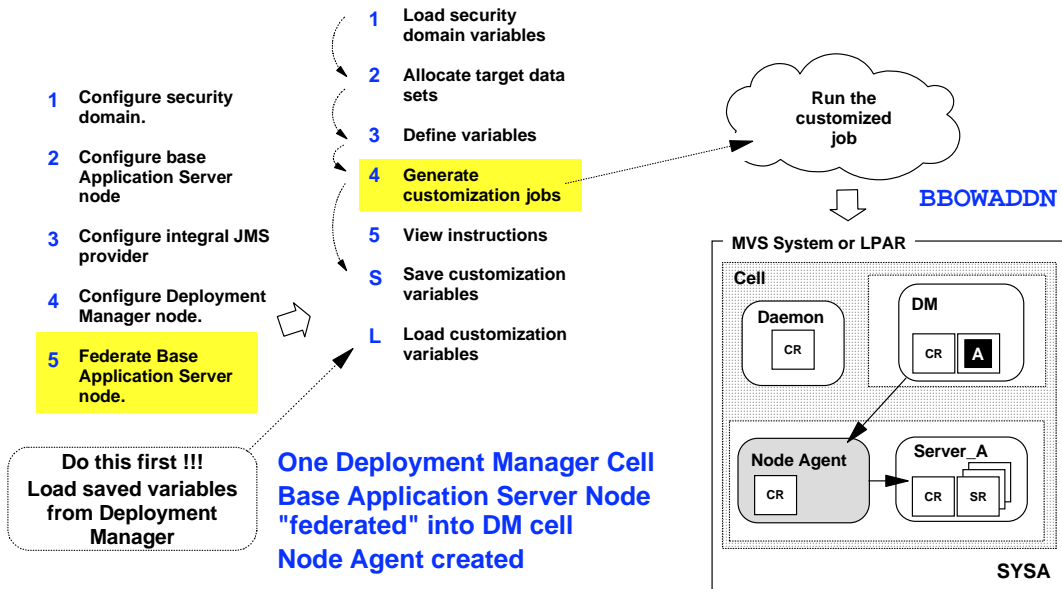 1 Configure security
domain.
2 Configure base
Application Server
node
3 Configure integral JMS
provider
4 Configure Deployment
Manager node.
5 Federate Base
Application Server
node.
1 Load security
domain variables
2 Allocate target data
sets
3 Define variables
4 Generate
customization jobs
5 View instructions
S Save customization
variables
L Load customization
variables
Do this first !!!
Load saved variables
from Deployment
Manager
One Deployment Manager Cell
Base Application Server Node
"federated" into DM cell
Node Agent created
Run the
customized
job
BBOWADDN
MVS System or LPAR
Cell
Daemon
CR
DM
CR A
Node Agent
CR
Server_A
CR SR
SYSA